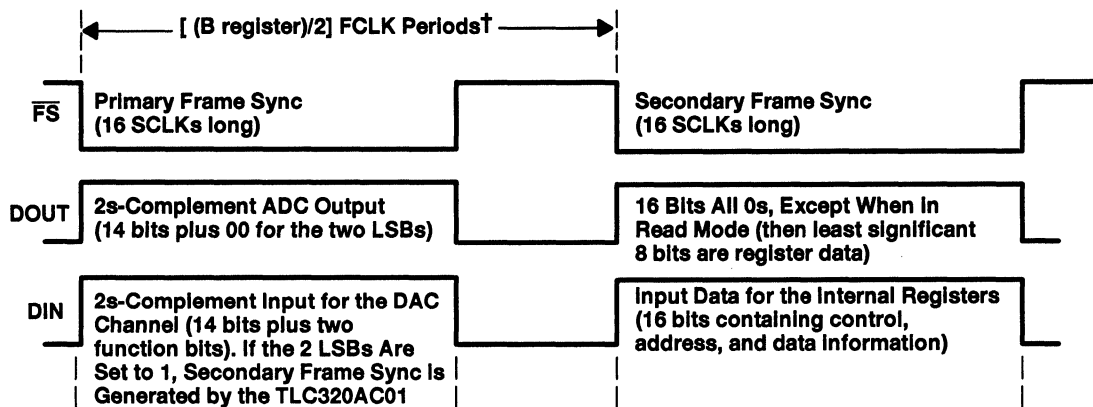 [ (B register)/2] FCLK Periods†
FS
Primary Frame Sync
(16 SCLKs long)
Secondary Frame Sync
(16 SCLKs long)
DOUT
2s-Complement ADC Output
(14 bits plus 00 for the two LSBs)
16 Bits All 0s, Except When in
Read Mode (then least significant
8 bits are register data)
DIN
2s-Complement Input for the DAC
Channel (14 bits plus two
function bits). If the 2 LSBs Are
Set to 1, Secondary Frame Sync is
Generated by the TLC320AC01
Input Data for the Internal Registers
(16 bits containing control,
address, and data information)